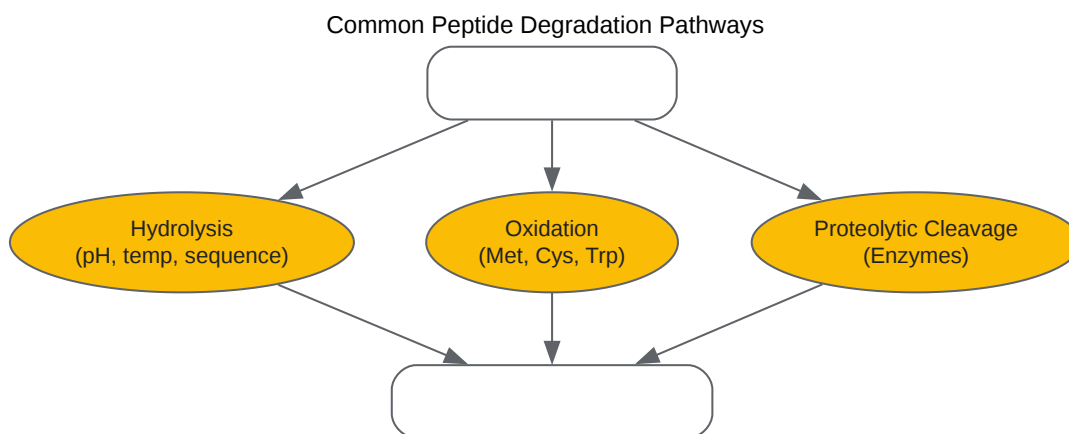 Common Peptide Degradation Pathways
Hydrolysis
(pH, temp, sequence)
Oxidation
(Met, Cys, Trp)
Proteolytic Cleavage
(Enzymes)